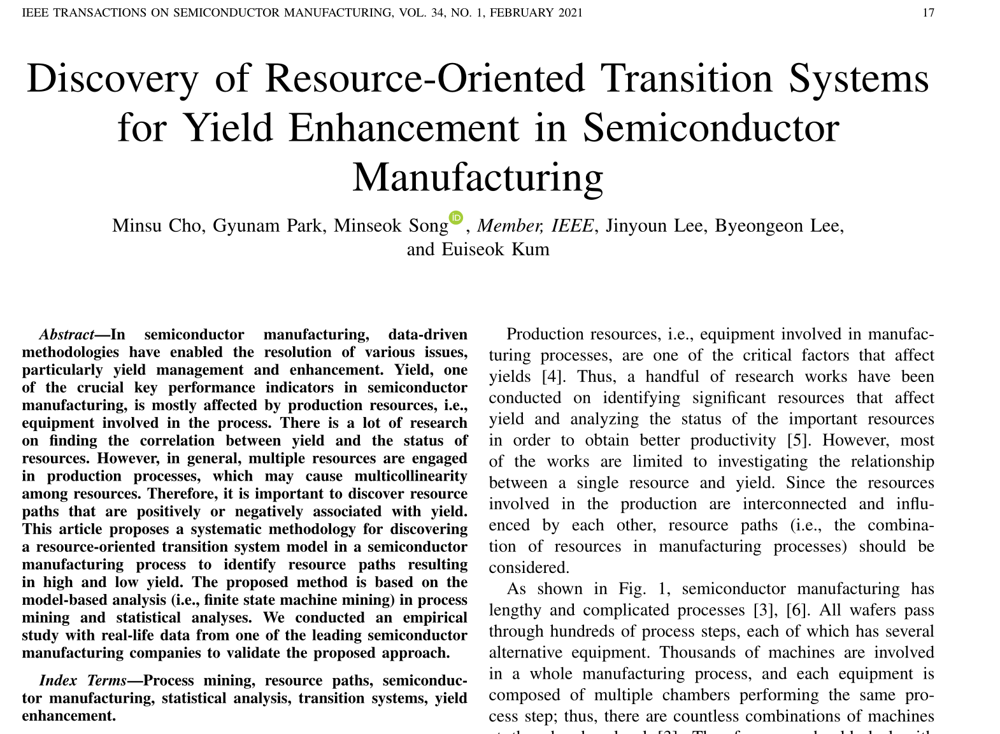 IEEE TRANSACTIONS ON SEMICONDUCTOR MANUFACTURING, VOL. 34, NO. 1, FEBRUARY 2021 17
Discovery of Resource-Oriented Transition Systems
for Yield Enhancement in Semiconductor
Manufacturing
Minsu Cho, Gyunam Park, Minseok Song, Member, IEEE, Jinyoun Lee, Byeongeon Lee,
and Euiseok Kum
Abstract—In semiconductor manufacturing, data-driven
methodologies have enabled the resolution of various issues,
particularly yield management and enhancement. Yield, one
of the crucial key performance indicators in semiconductor
manufacturing, is mostly affected by production resources, i.e.,
equipment involved in the process. There is a lot of research
on finding the correlation between yield and the status of
resources. However, in general, multiple resources are engaged
in production processes, which may cause multicollinearity
among resources. Therefore, it is important to discover resource
paths that are positively or negatively associated with yield.
This article proposes a systematic methodology for discovering
a resource-oriented transition system model in a semiconductor
manufacturing process to identify resource paths resulting
in high and low yield. The proposed method is based on the
model-based analysis (i.e., finite state machine mining) in process
mining and statistical analyses. We conducted an empirical
study with real-life data from one of the leading semiconductor
manufacturing companies to validate the proposed approach.
Index Terms—Process mining, resource paths, semiconduc-
tor manufacturing, statistical analysis, transition systems, yield
enhancement.
Production resources, i.e., equipment involved in manufac-
turing processes, are one of the critical factors that affect
yields [4]. Thus, a handful of research works have been
conducted on identifying significant resources that affect
yield and analyzing the status of the important resources
in order to obtain better productivity [5]. However, most
of the works are limited to investigating the relationship
between a single resource and yield. Since the resources
involved in the production are interconnected and influ-
enced by each other, resource paths (i.e., the combina-
tion of resources in manufacturing processes) should be
considered.
As shown in Fig. 1, semiconductor manufacturing has
lengthy and complicated processes [3], [6]. All wafers pass
through hundreds of process steps, each of which has several
alternative equipment. Thousands of machines are involved
in a whole manufacturing process, and each equipment is
composed of multiple chambers performing the same pro-
cess step; thus, there are countless combinations of machines